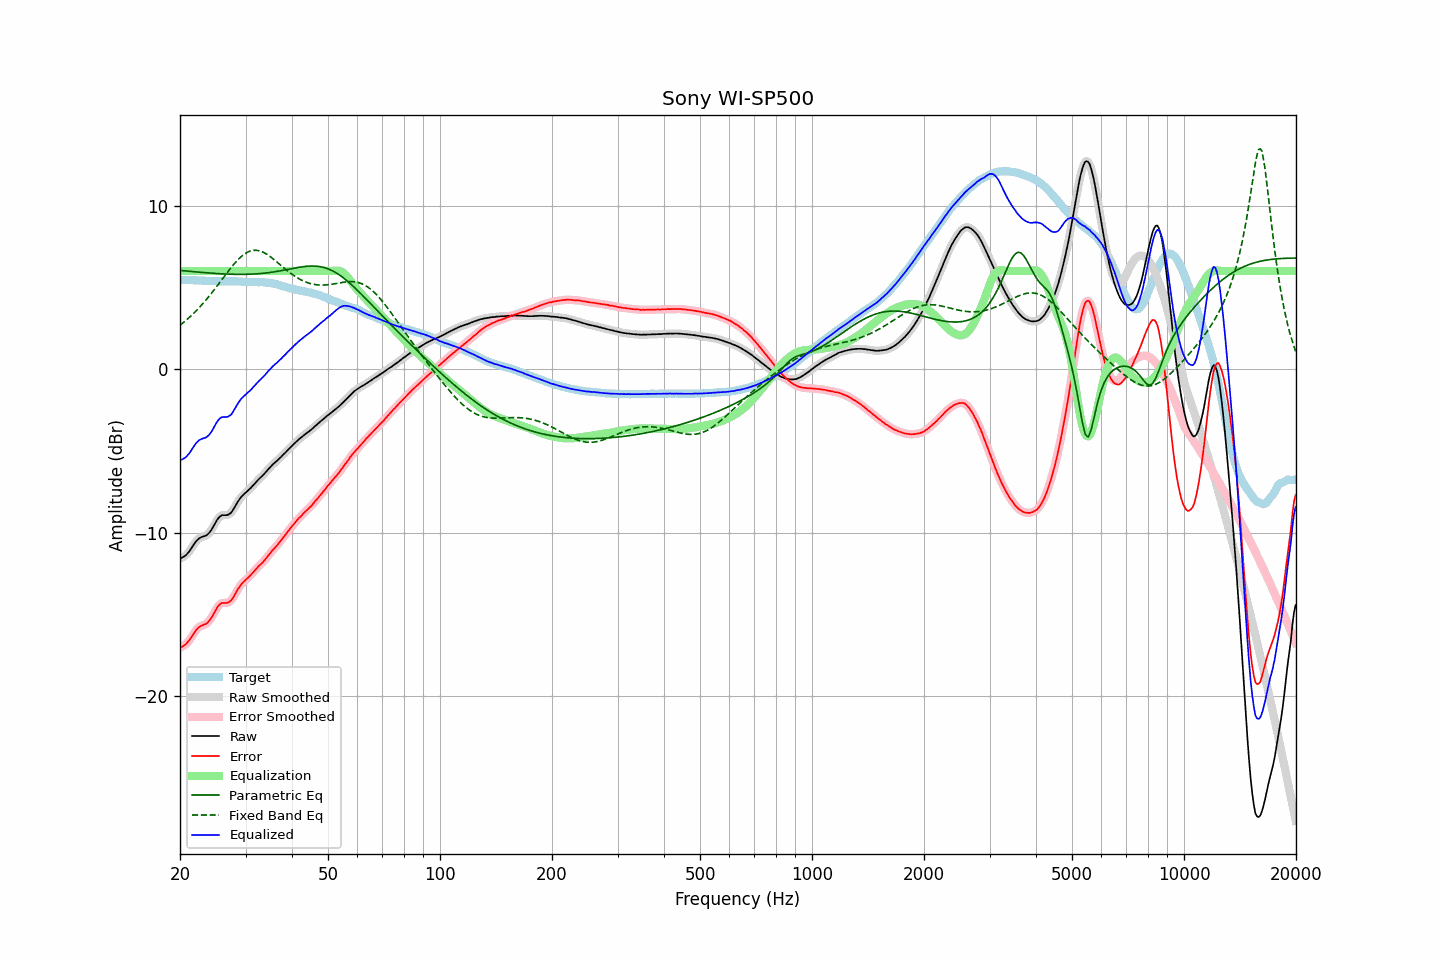 Sony WI-SP500
Amplitude (dBr)
10
0
−10
−20
Target
Raw Smoothed
Error Smoothed
Raw
Error
Equalization
Parametric Eq
Fixed Band Eq
Equalized
20 50 100 200 500 1000 2000 5000 10000 20000
Frequency (Hz)